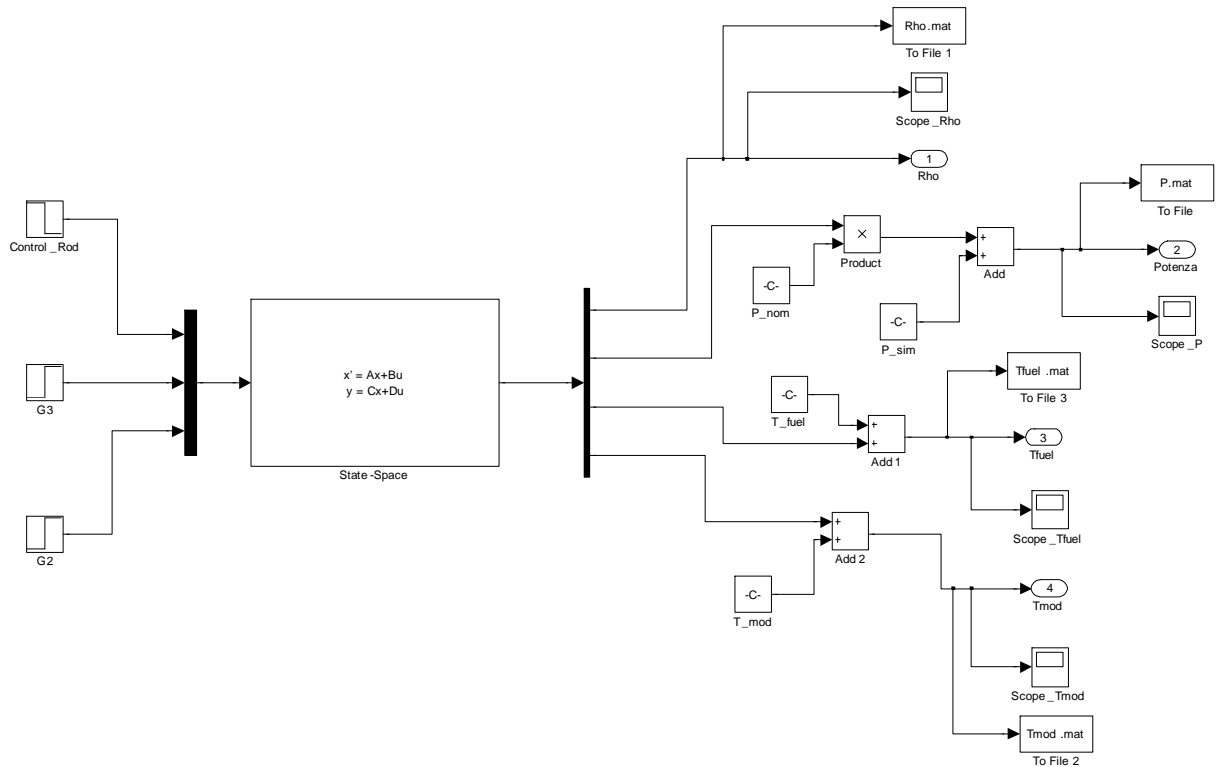 Rho.mat
To File 1
Scope _Rho
1
Rho
P.mat
To File
Control _Rod
×
Product
+
+
Add
2
Potenza
-C-
P_nom
-C-
P_sim
Scope _P
x' = Ax+Bu
y = Cx+Du
State -Space
G3
Tfuel .mat
To File 3
-C-
T_fuel
+
+
Add 1
3
Tfuel
G2
Scope _Tfuel
+
+
Add 2
-C-
T_mod
4
Tmod
Scope _Tmod
Tmod .mat
To File 2